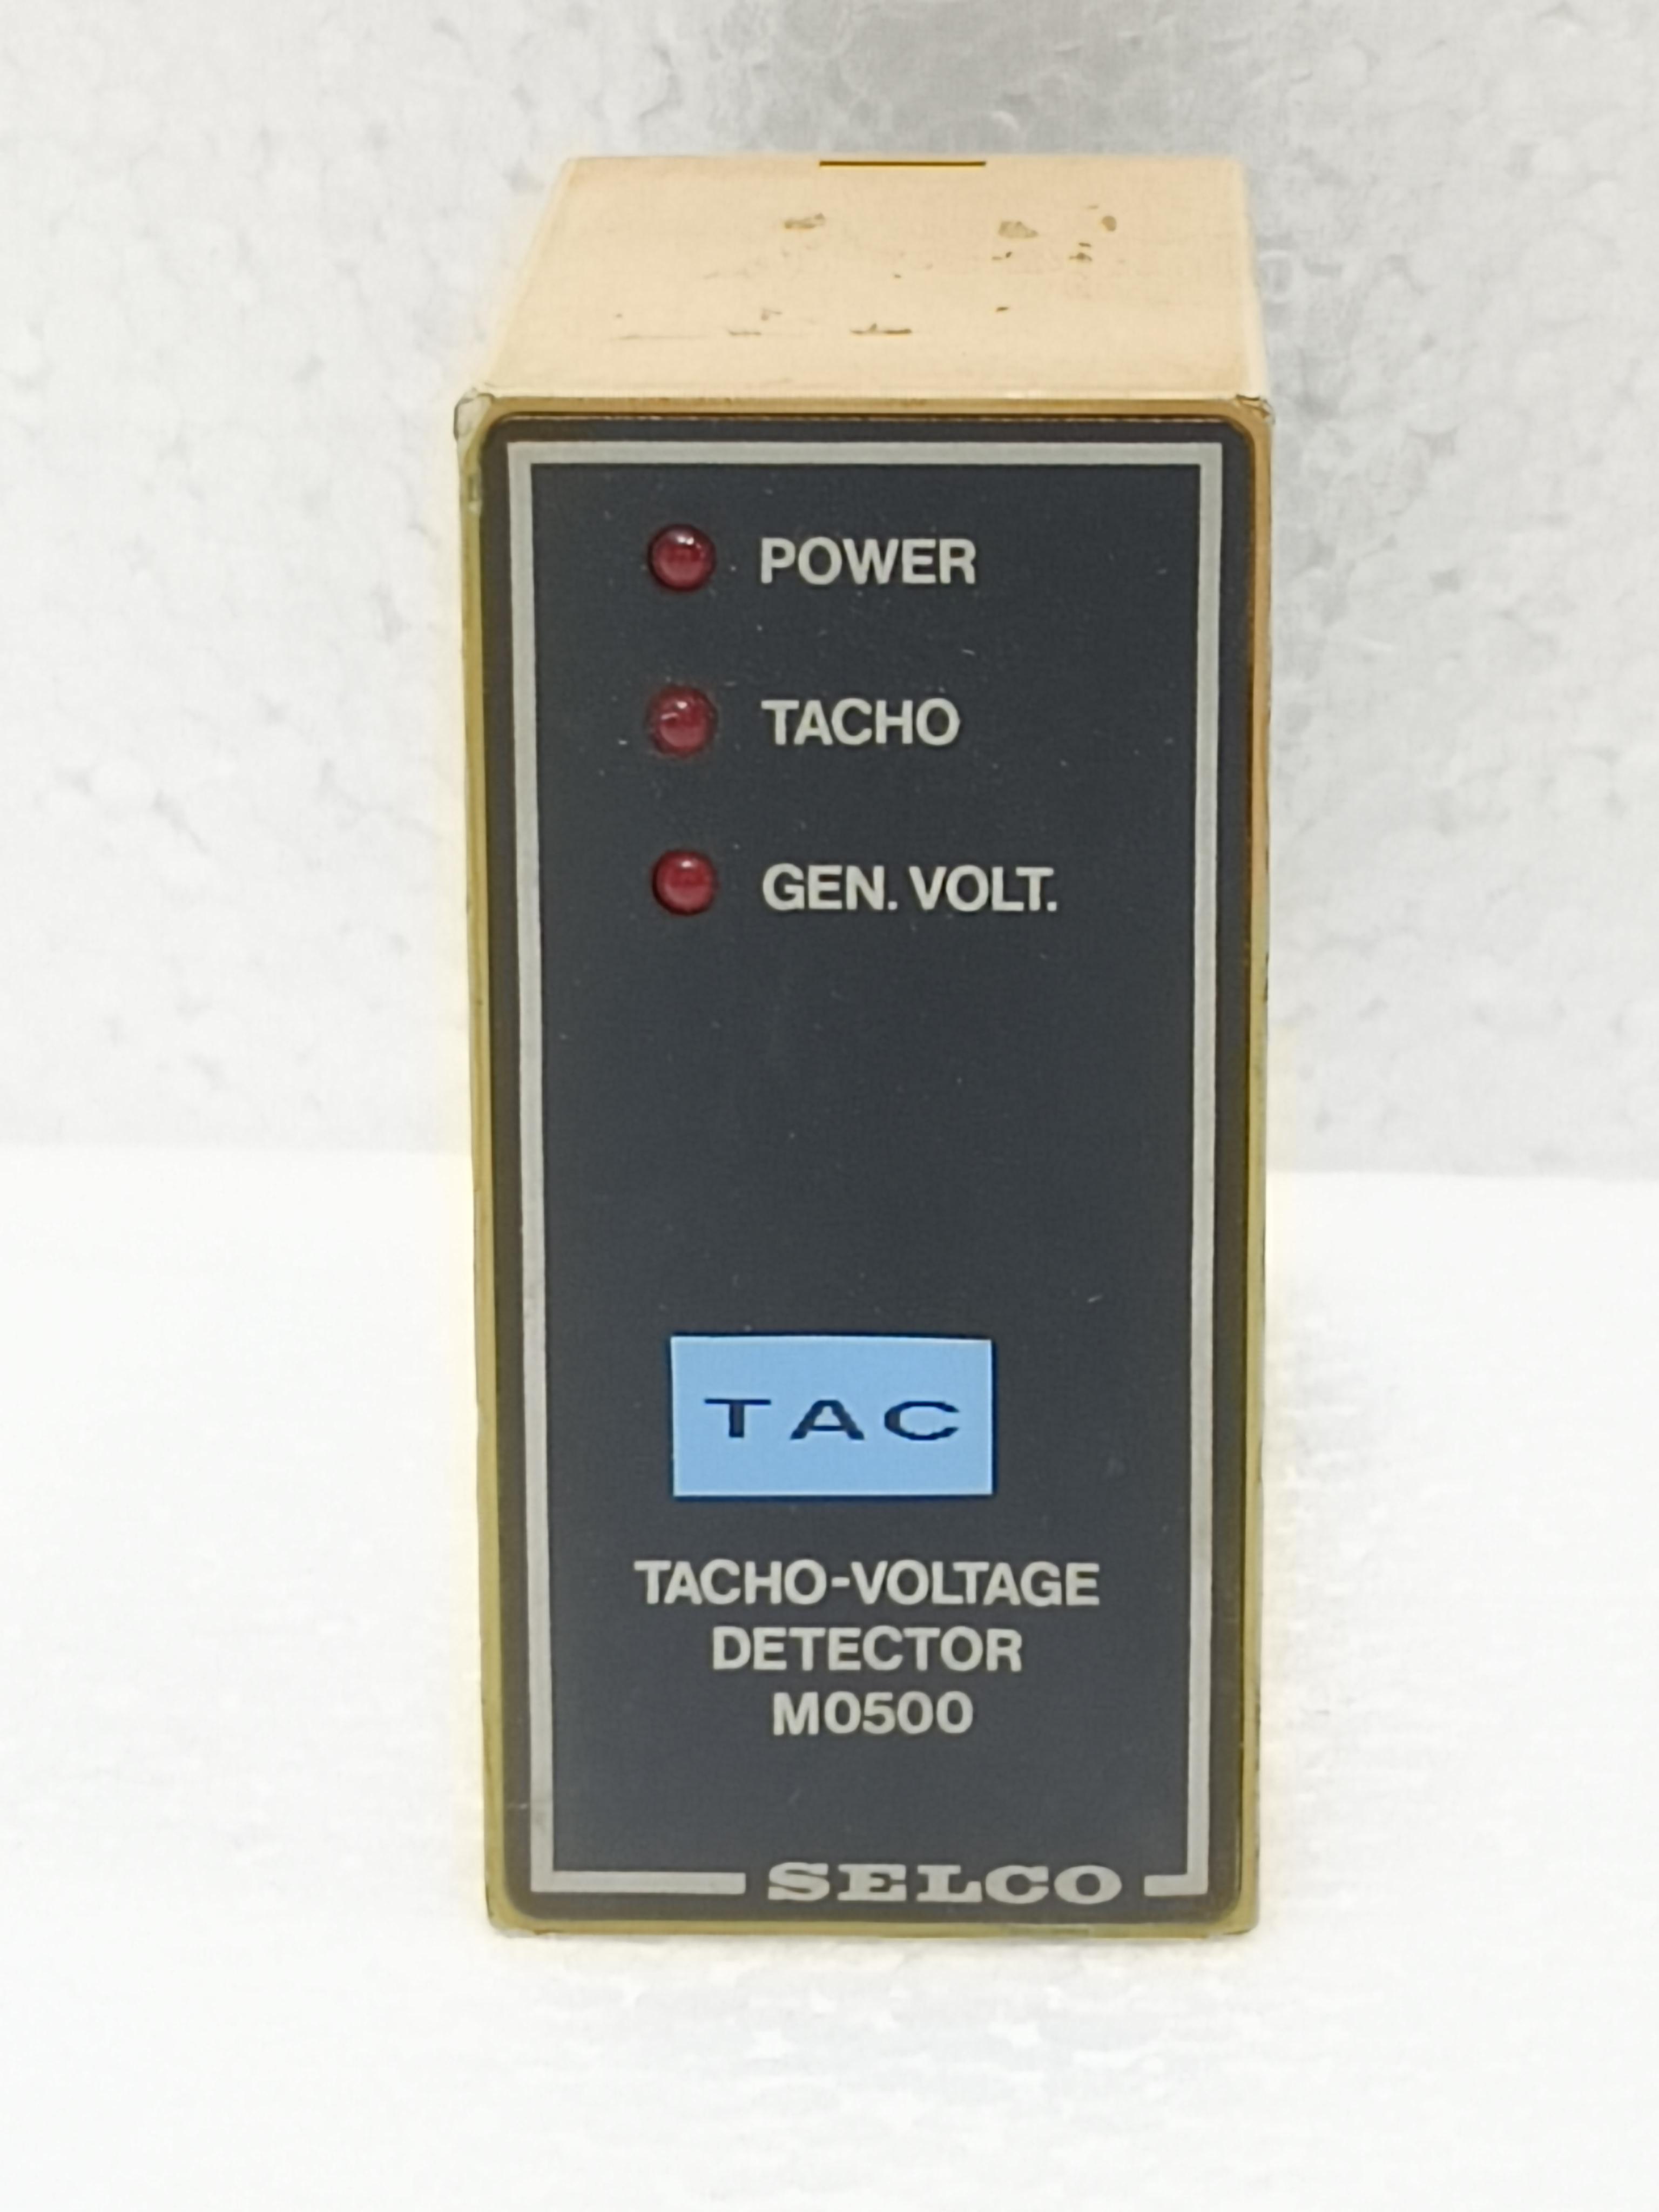 POWER
TACHO
GEN. VOLT.
TAC
TACHO-VOLTAGE
DETECTOR
M0500
SELCO